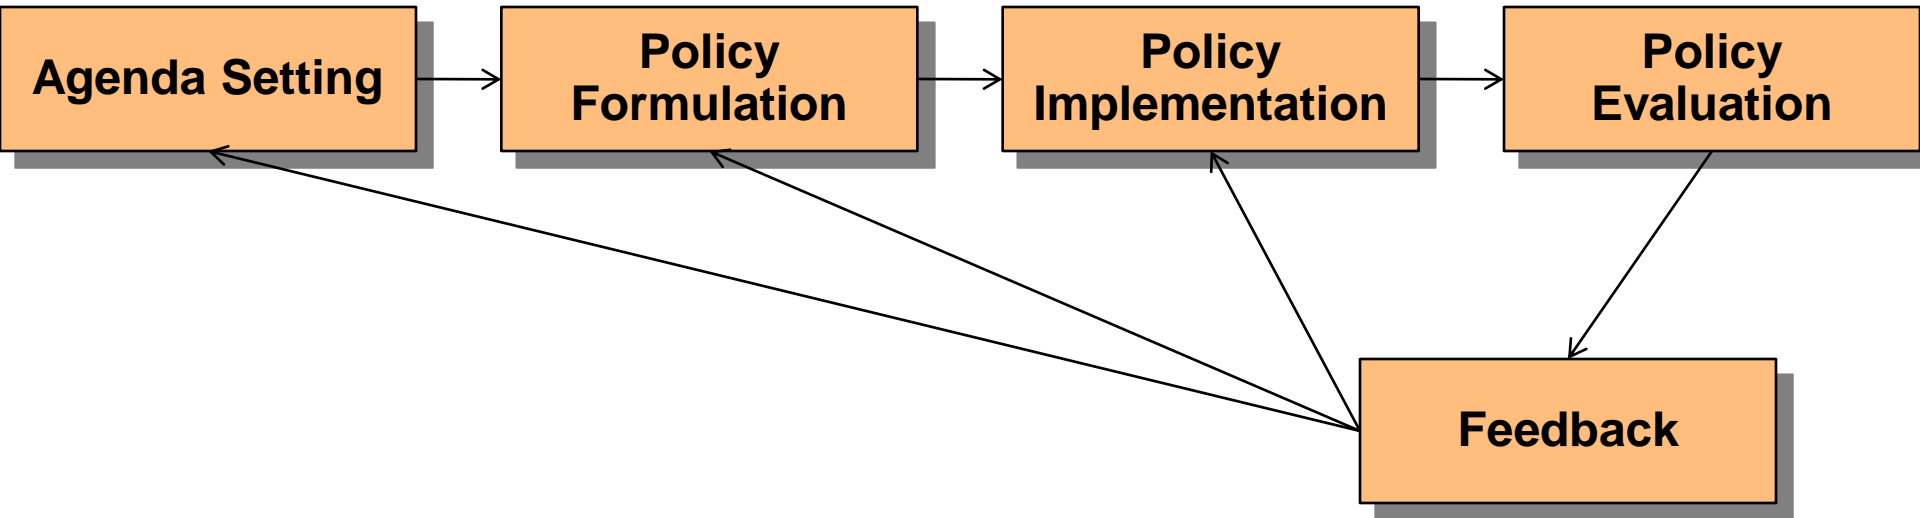 Agenda Setting
Policy
Formulation
Policy
Implementation
Policy
Evaluation
Feedback